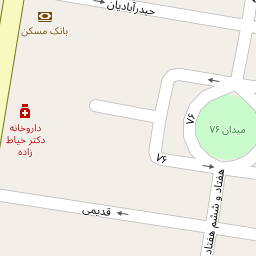 حیدرآبادیان
بانک مسکن
۷۶
میدان ۷۶
داروخانه
دکتر خیاط
زاده
۷۶
هفتاد و ششم هفتاد
قدیمی